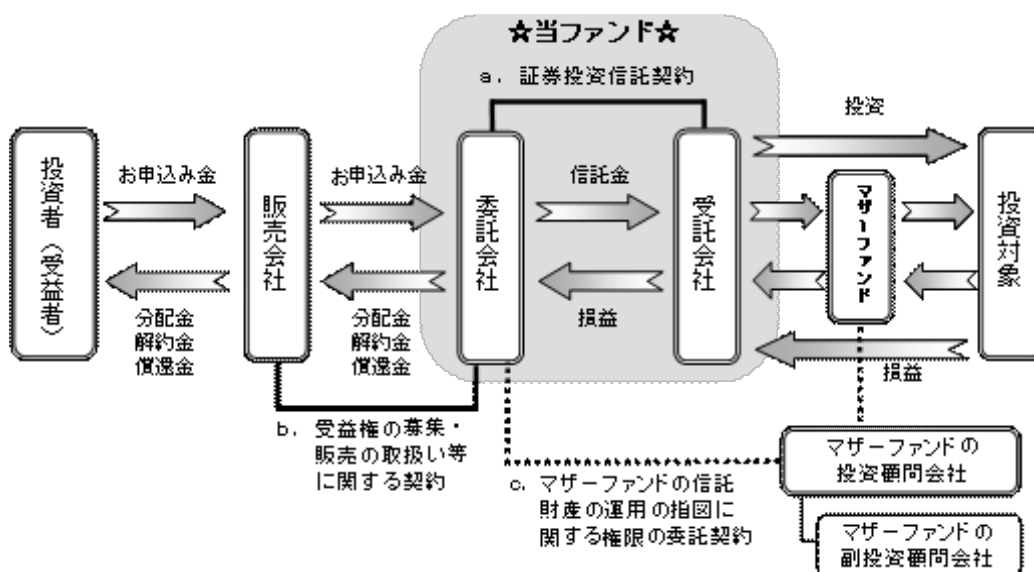 ☆当ファンド☆
a. 証券投資信託契約
投資
投資者（受益者）
お申込み金
販売会社
お申込み金
委託会社
信託金
受託会社
マザーファンド
投資対象
分配金
解約金
償還金
分配金
解約金
償還金
損益
損益
b. 受益権の募集・
販売の取扱い等
に関する契約
c. マザーファンドの信託
財産の運用の指図に
関する権限の委託契約
マザーファンドの
投資顧問会社
マザーファンドの
副投資顧問会社